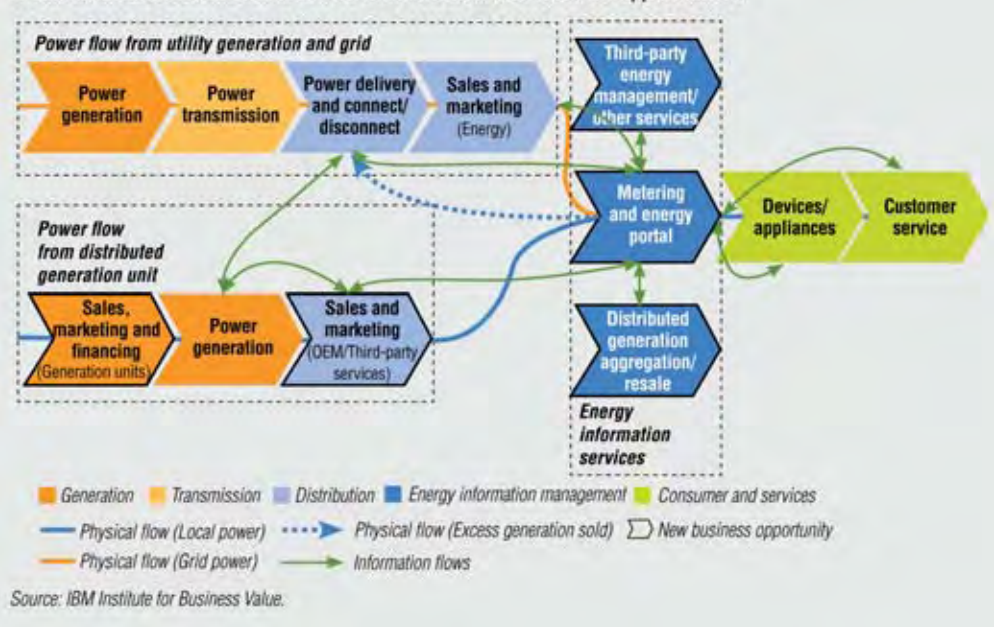 Power flow from utility generation and grid
Power
generation
Power
transmission
Power delivery
and connect/
disconnect
Sales and
marketing
(Energy)
Third-party
energy
management/
other services
Metering
and energy
portal
Devices/
appliances
Customer
service
Power flow
from distributed
generation unit
Sales,
marketing and
financing
(Generation units)
Power
generation
Sales and
marketing
(OEM/Third-party
services)
Distributed
generation
aggregation/
resale
Energy
information
services
Generation
Transmission
Distribution
Energy information management
Consumer and services
Physical flow (Local power)
Physical flow (Excess generation sold)
New business opportunity
Physical flow (Grid power)
Information flows
Source: IBM Institute for Business Value.